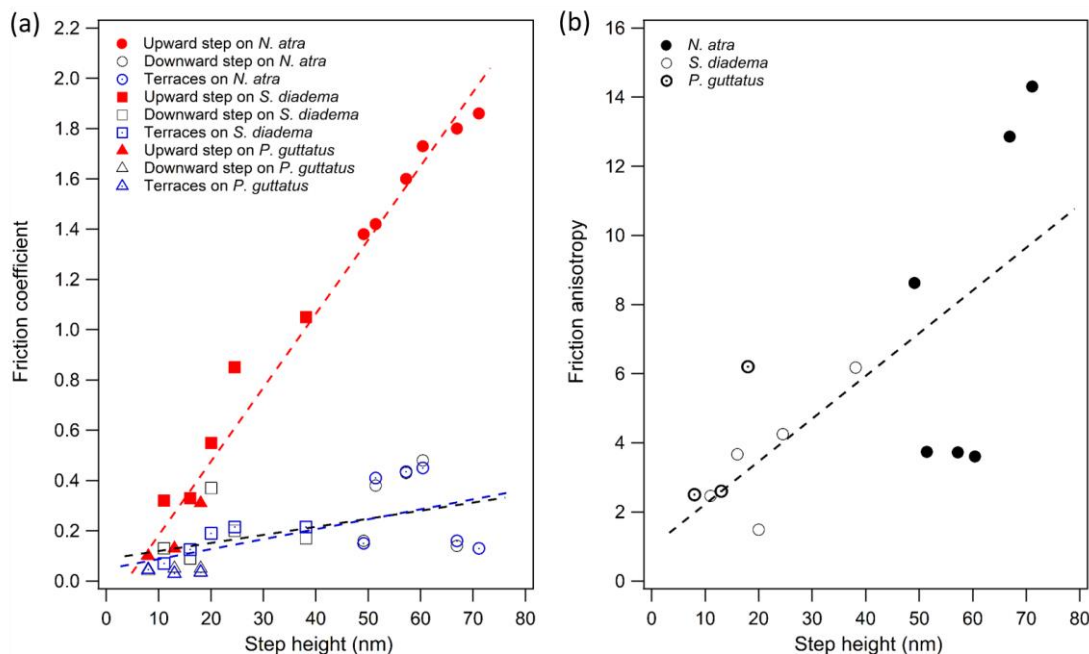 (a)
2.2
2.0
1.8
1.6
1.4
1.2
1.0
0.8
0.6
0.4
0.2
0.0
Friction coefficient
Upward step on N. atra
Downward step on N. atra
Terraces on N. atra
Upward step on S. diadema
Downward step on S. diadema
Terraces on S. diadema
Upward step on P. guttatus
Downward step on P. guttatus
Terraces on P. guttatus
0 10 20 30 40 50 60 70 80
Step height (nm)
(b)
16
14
12
10
8
6
4
2
0
Friction anisotropy
N. atra
S. diadema
P. guttatus
0 10 20 30 40 50 60 70 80
Step height (nm)